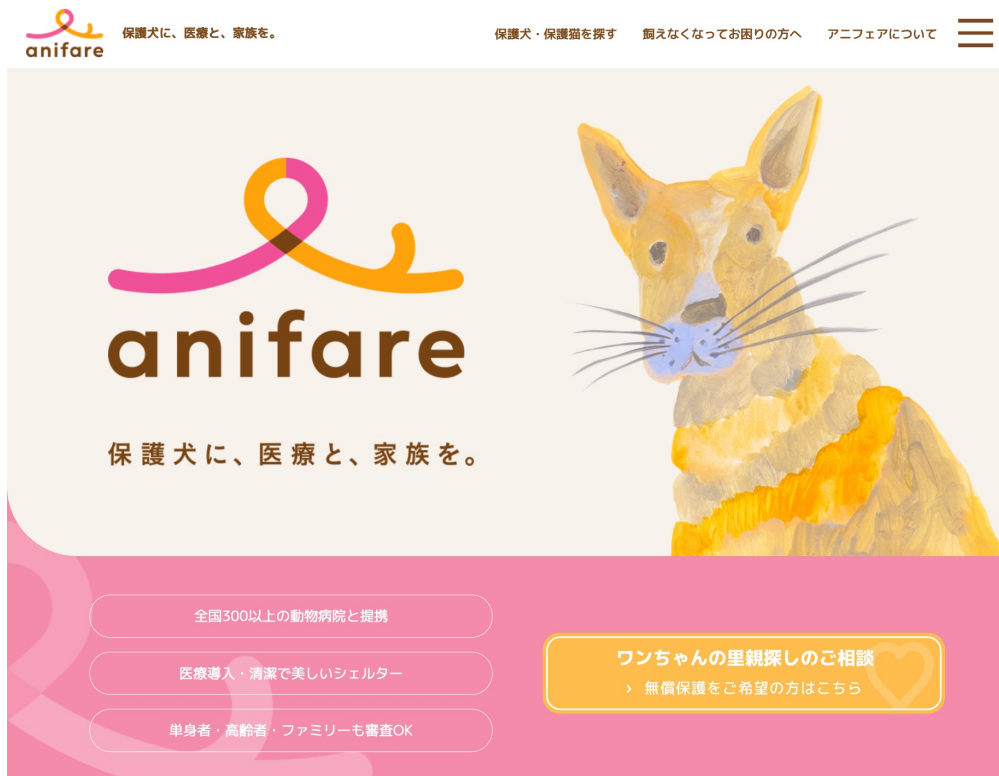 anifare
保護犬に、医療と、家族を。
保護犬・保護猫を探す
飼えなくなってお困りの方へ
アニフェアについて
anifare
保護犬に、医療と、家族を。
全国300以上の動物病院と提携
医療導入・清潔で美しいシェルター
単身者・高齢者・ファミリーも審査OK
ワンちゃんの里親探しのご相談
› 無償保護をご希望の方はこちら